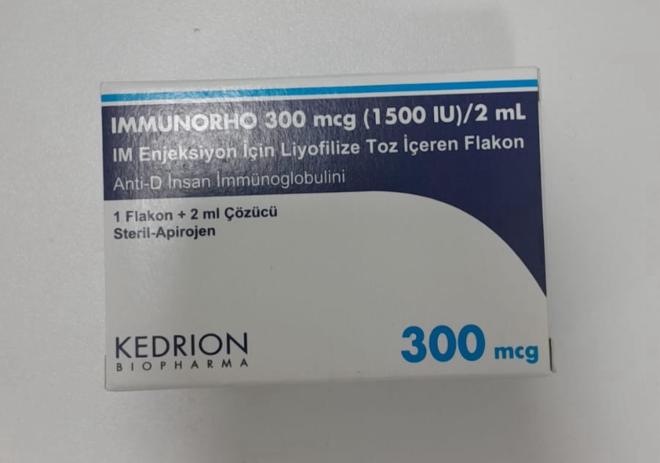 IMMUNORHO 300 mcg (1500 IU)/2 mL
IM Enjeksiyon İçin Liyofilize Toz İçeren Flakon
Anti-D İnsan İmmünoglobulini
1 Flakon + 2 ml Çözücü
Steril-Apirojen
KEDRION
BIOPHARMA
300 mcg